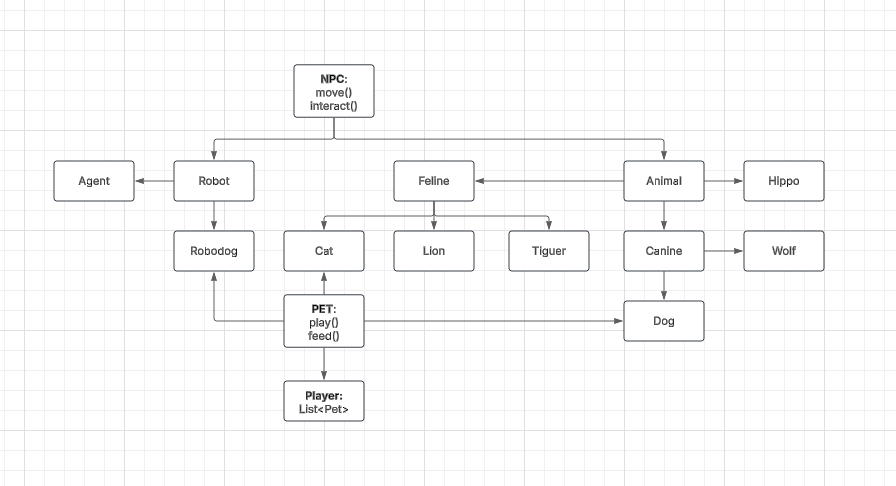 NPC:
move()
interact()
Agent
Robot
Feline
Animal
Hippo
Robodog
Cat
Lion
Tiguer
Canine
Wolf
PET:
play()
feed()
Dog
Player:
List<Pet>